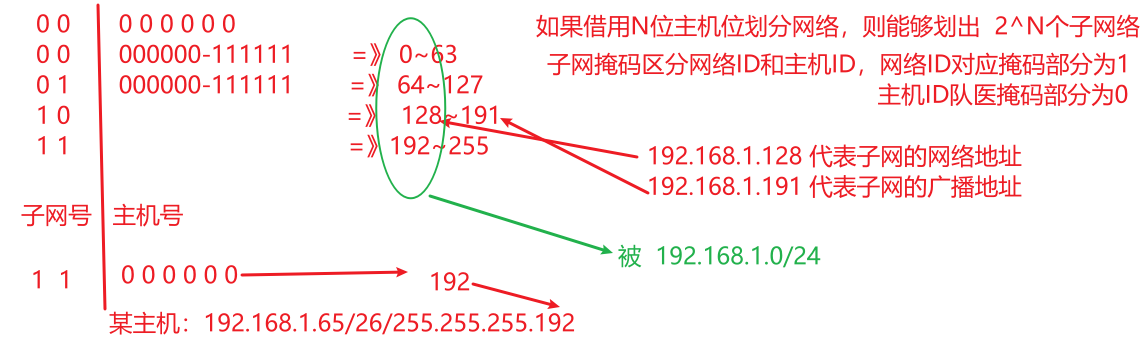 0 0 0 0 0 0 0 0
如果借用N位主机位划分网络，则能够划出 2^N个子网络
0 0 000000-111111 =》 0~63
子网掩码区分网络ID和主机ID，网络ID对应掩码部分为1
0 1 000000-111111 =》 64~127
主机ID队医掩码部分为0
1 0 =》 128~191
1 1 =》 192~255
192.168.1.128 代表子网的网络地址
192.168.1.191 代表子网的广播地址
子网号 主机号
被 192.168.1.0/24
1 1 0 0 0 0 0 0 192
某主机：192.168.1.65/26/255.255.255.192